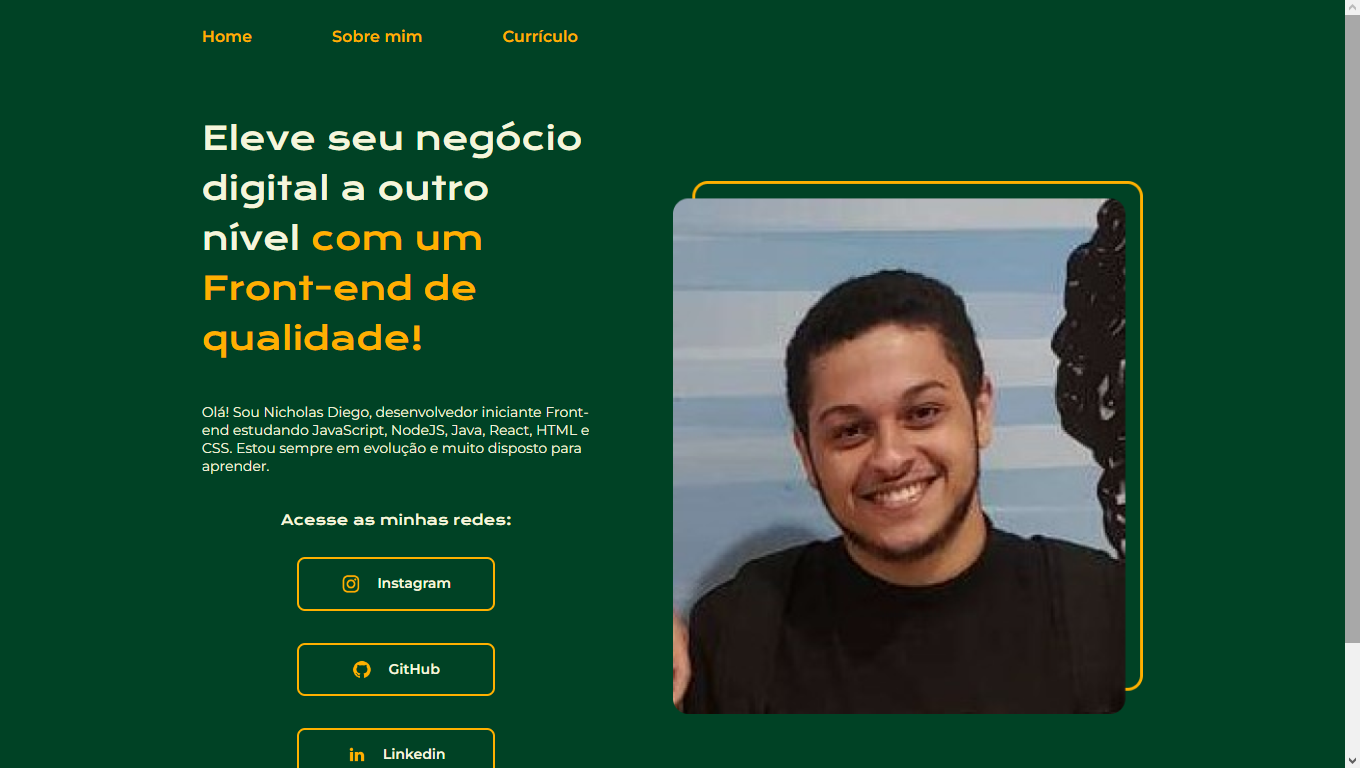 Home Sobre mim Currículo
Eleve seu negócio
digital a outro
nível com um
Front-end de
qualidade!
Olá! Sou Nicholas Diego, desenvolvedor iniciante Front-
end estudando JavaScript, NodeJS, Java, React, HTML e
CSS. Estou sempre em evolução e muito disposto para
aprender.
Acesse as minhas redes:
Instagram
GitHub
Linkedin